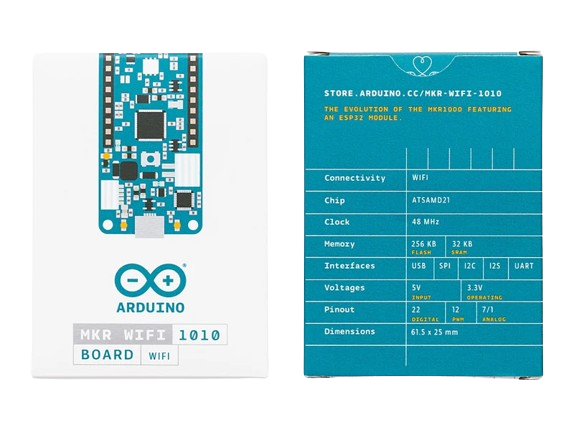 ARDUINO
MKR WIFI 1010
BOARD WIFI
STORE.ARDUINO.CC/MKR-WIFI-1010
THE EVOLUTION OF THE MKR1000 FEATURING
AN ESP32 MODULE.
Connectivity WIFI
Chip ATSAMD21
Clock 48 MHz
Memory 256 KB 32 KB
FLASH SRAM
Interfaces USB SPI I2C I2S UART
Voltages 5V 3.3V
INPUT OPERATING
Pinout 22 12 7/1
DIGITAL PWM ANALOG
Dimensions 61.5 x 25 mm